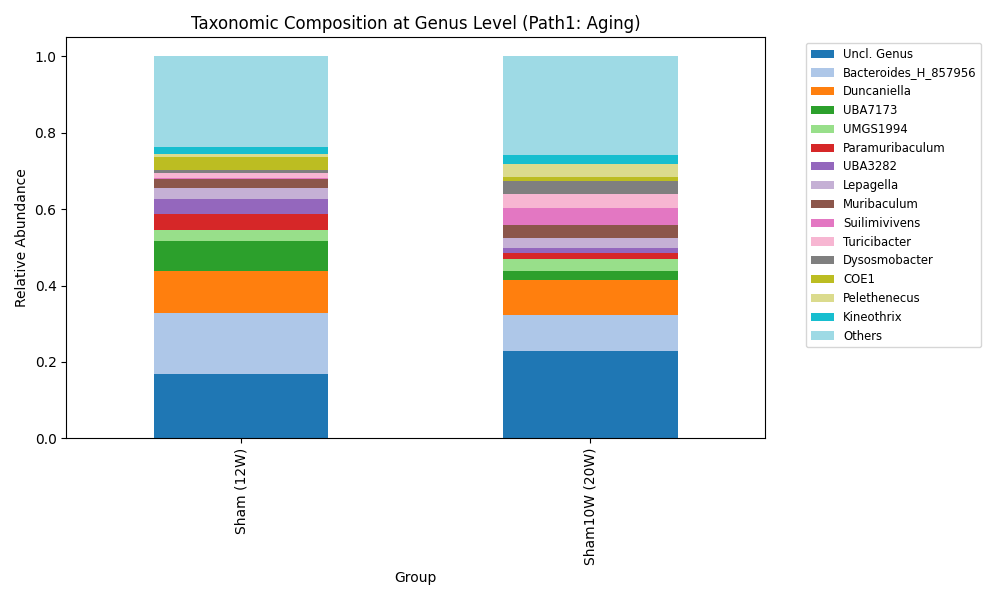 Taxonomic Composition at Genus Level (Path1: Aging)
Relative Abundance
1.0
0.8
0.6
0.4
0.2
0.0
Sham (12W)
Sham10W (20W)
Group
Uncl. Genus
Bacteroides_H_857956
Duncaniella
UBA7173
UMGS1994
Paramuribaculum
UBA3282
Lepagella
Muribaculum
Suilimivivens
Turicibacter
Dysosmobacter
COE1
Pelethenecus
Kineothrix
Others